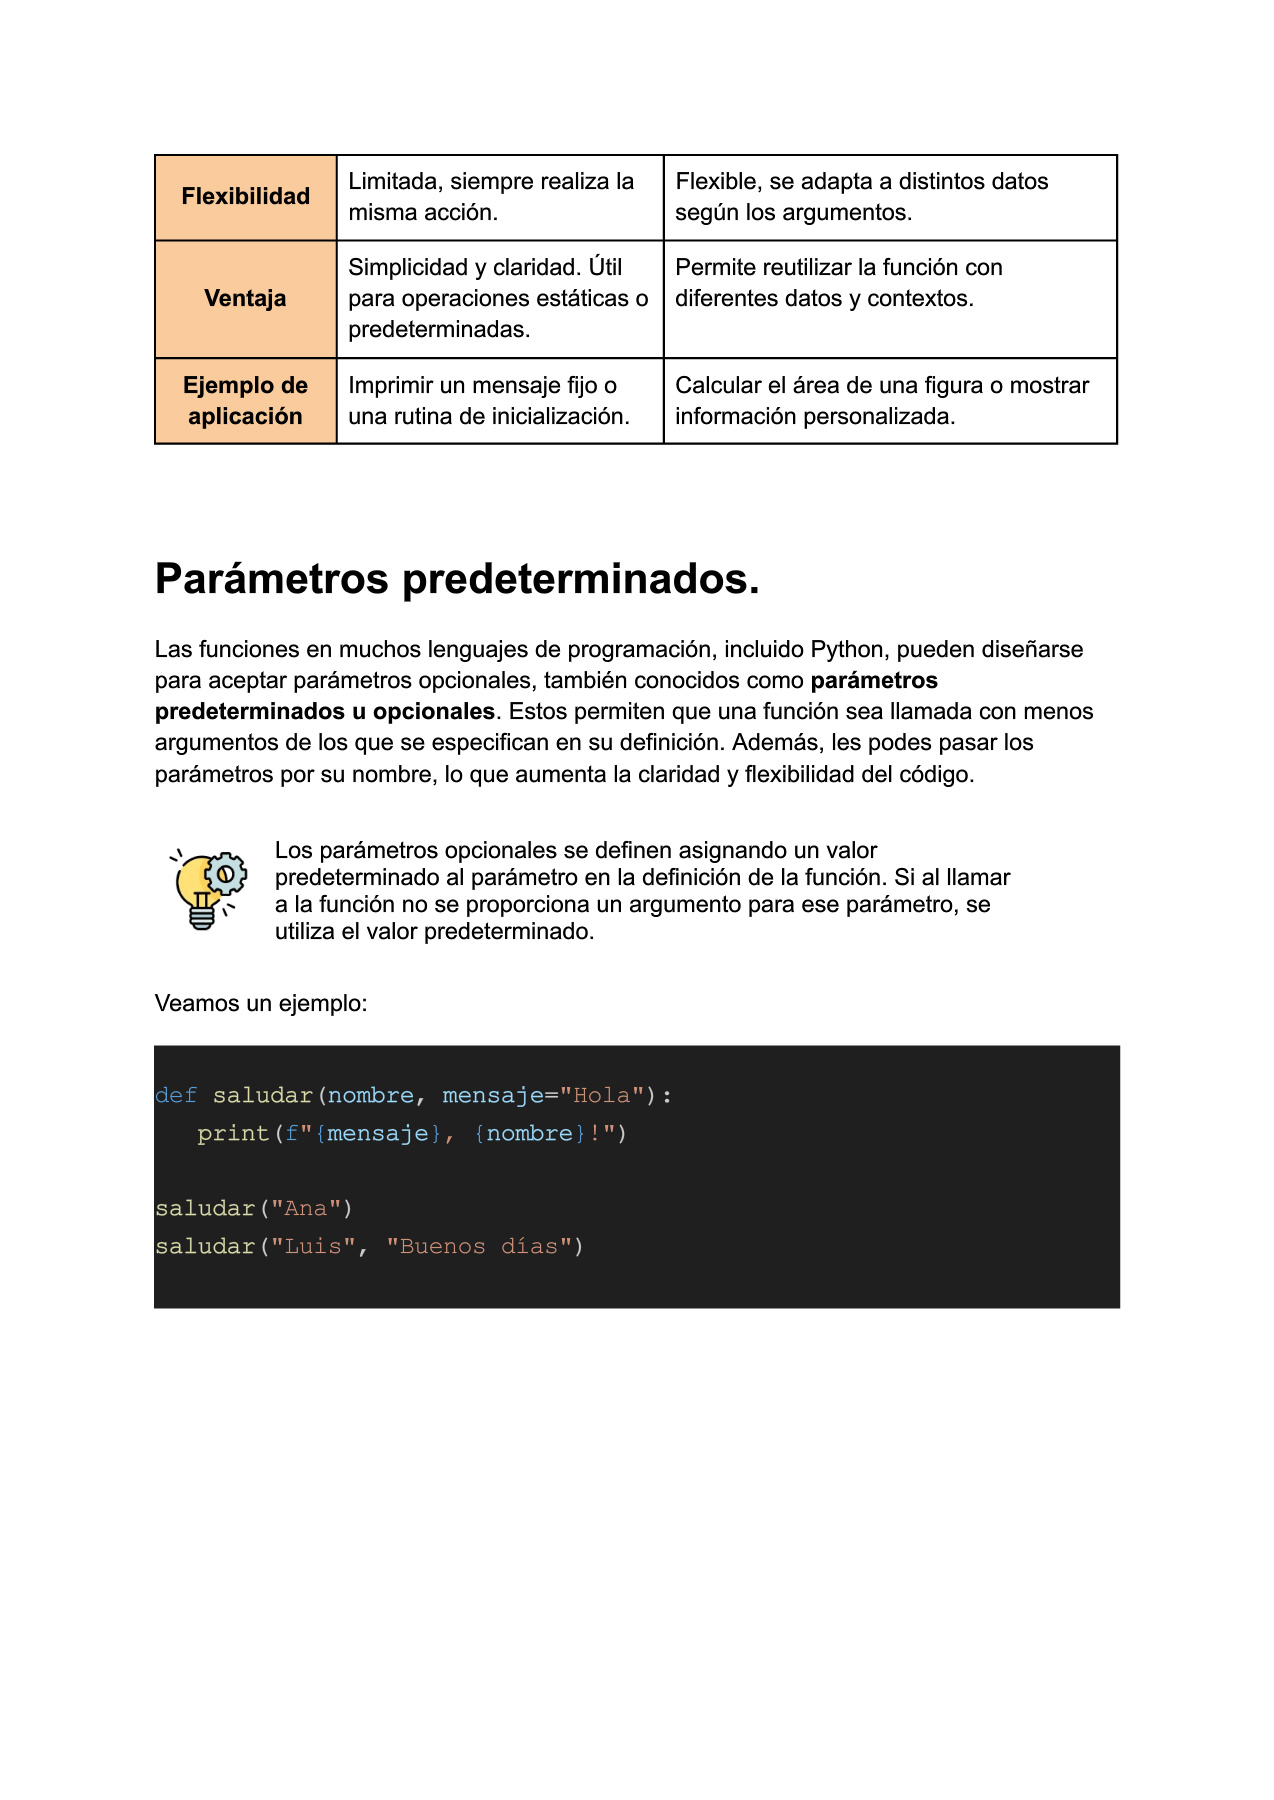 Flexibilidad
Limitada, siempre realiza la
misma acción.
Flexible, se adapta a distintos datos
según los argumentos.
Ventaja
Simplicidad y claridad. Útil
para operaciones estáticas o
predeterminadas.
Permite reutilizar la función con
diferentes datos y contextos.
Ejemplo de
aplicación
Imprimir un mensaje fijo o
una rutina de inicialización.
Calcular el área de una figura o mostrar
información personalizada.
Parámetros predeterminados.
Las funciones en muchos lenguajes de programación, incluido Python, pueden diseñarse
para aceptar parámetros opcionales, también conocidos como parámetros
predeterminados u opcionales. Estos permiten que una función sea llamada con menos
argumentos de los que se especifican en su definición. Además, les podes pasar los
parámetros por su nombre, lo que aumenta la claridad y flexibilidad del código.
Los parámetros opcionales se definen asignando un valor
predeterminado al parámetro en la definición de la función. Si al llamar
a la función no se proporciona un argumento para ese parámetro, se
utiliza el valor predeterminado.
Veamos un ejemplo:
def saludar(nombre, mensaje="Hola"):
   print(f"{mensaje}, {nombre}!")
saludar("Ana")
saludar("Luis", "Buenos días")